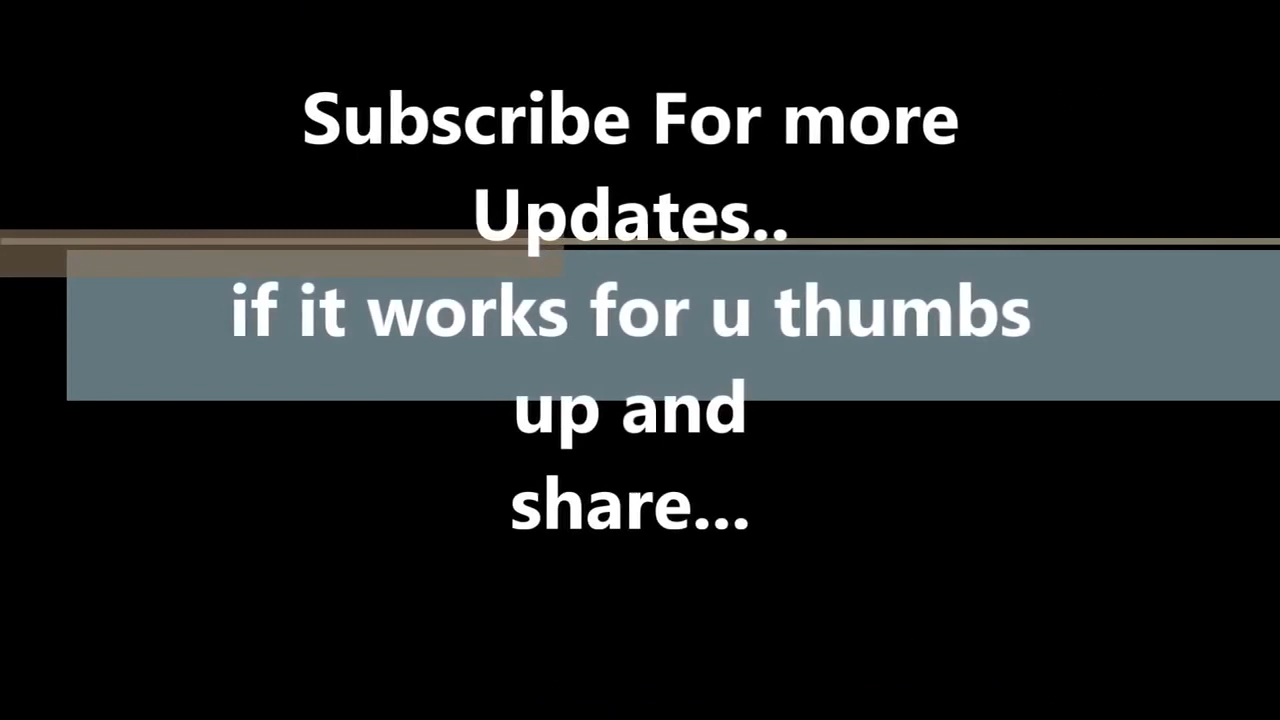 Subscribe For more
Updates..
if it works for u thumbs
up and
share...